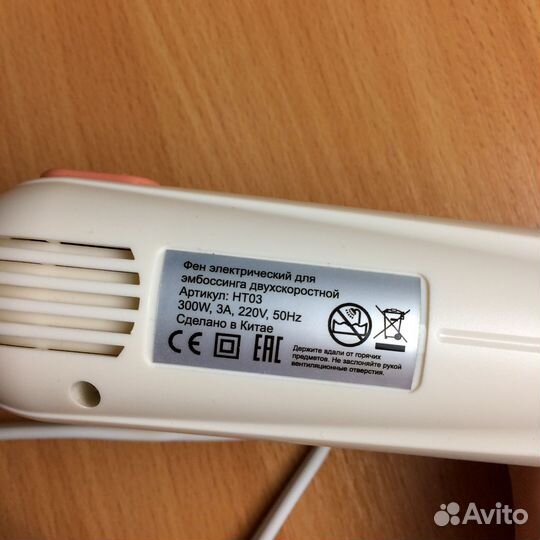 Фен электрический для
эмбоссинга двухскоростной
Артикул: HT03
300W, 3A, 220V, 50Hz
Сделано в Китае
CE EAC
Держите вдали от горячих
предметов. Не заслоняйте рукой
вентиляционные отверстия.
Avito